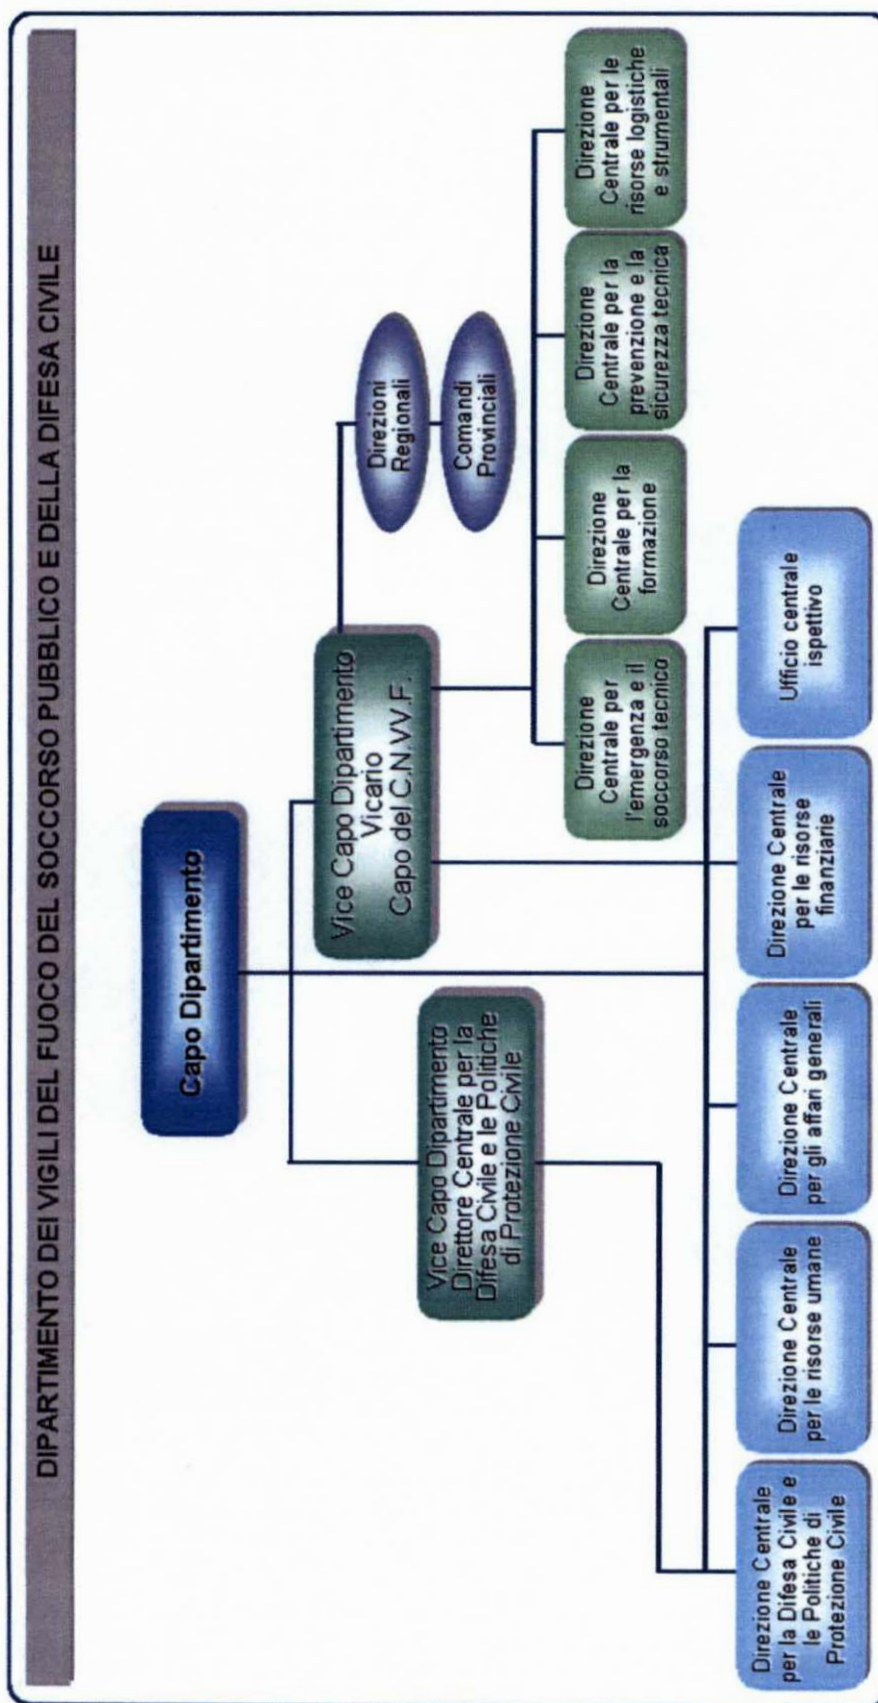 DIPARTIMENTO DEI VIGILI DEL FUOCO DEL SOCCORSO PUBBLICO E DELLA DIFESA CIVILE
Capo Dipartimento
Vice Capo Dipartimento
Vicario
Capo del C.N.VV.F.
Vice Capo Dipartimento
Direttore Centrale per la
Difesa Civile e le Politiche
di Protezione Civile
Direzioni
Regionali
Comandi
Provinciali
Direzione
Centrale per
l'emergenza e il
soccorso tecnico
Direzione
Centrale per la
formazione
Direzione
Centrale per la
prevenzione e la
sicurezza tecnica
Direzione
Centrale per le
risorse logistiche
e strumentali
Direzione Centrale
per la Difesa Civile e
le Politiche di
Protezione Civile
Direzione Centrale
per le risorse umane
Direzione Centrale
per gli affari generali
Direzione Centrale
per le risorse
finanziarie
Ufficio centrale
ispettivo